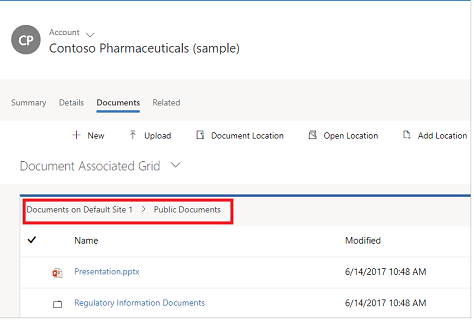 CP
Account
Contoso Pharmaceuticals (sample)
Summary Details Documents Related
New Upload Document Location Open Location Add Location
Document Associated Grid
Documents on Default Site 1 > Public Documents
Name Modified
Presentation.pptx 6/14/2017 10:48 AM
Regulatory Information Documents 6/14/2017 10:48 AM